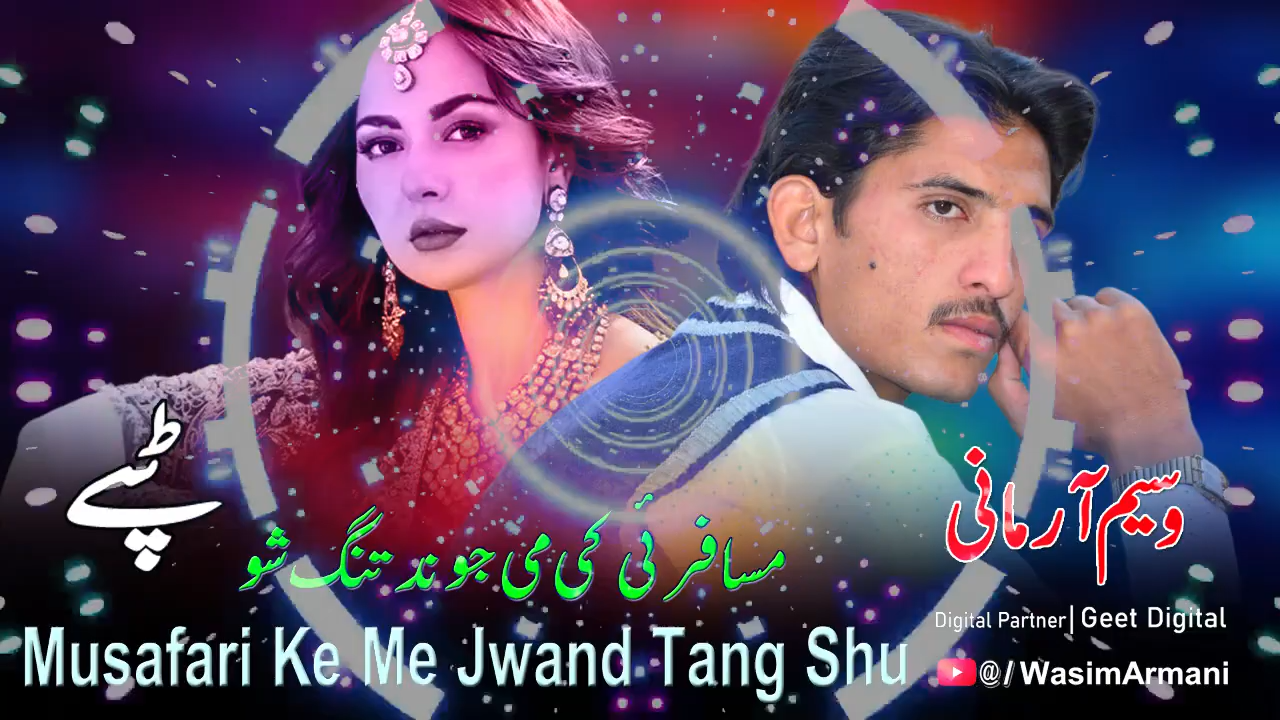 ٹپے
مسافرئی کی می جوند تنگ شو
وسیم آرمانی
Digital Partner| Geet Digital
Musafari Ke Me Jwand Tang Shu
@/WasimArmani